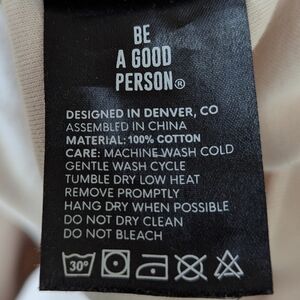 BE
A GOOD
PERSON®
DESIGNED IN DENVER, CO
ASSEMBLED IN CHINA
MATERIAL: 100% COTTON
CARE: MACHINE WASH COLD
GENTLE WASH CYCLE
TUMBLE DRY LOW HEAT
REMOVE PROMPTLY
HANG DRY WHEN POSSIBLE
DO NOT DRY CLEAN
DO NOT BLEACH
30°